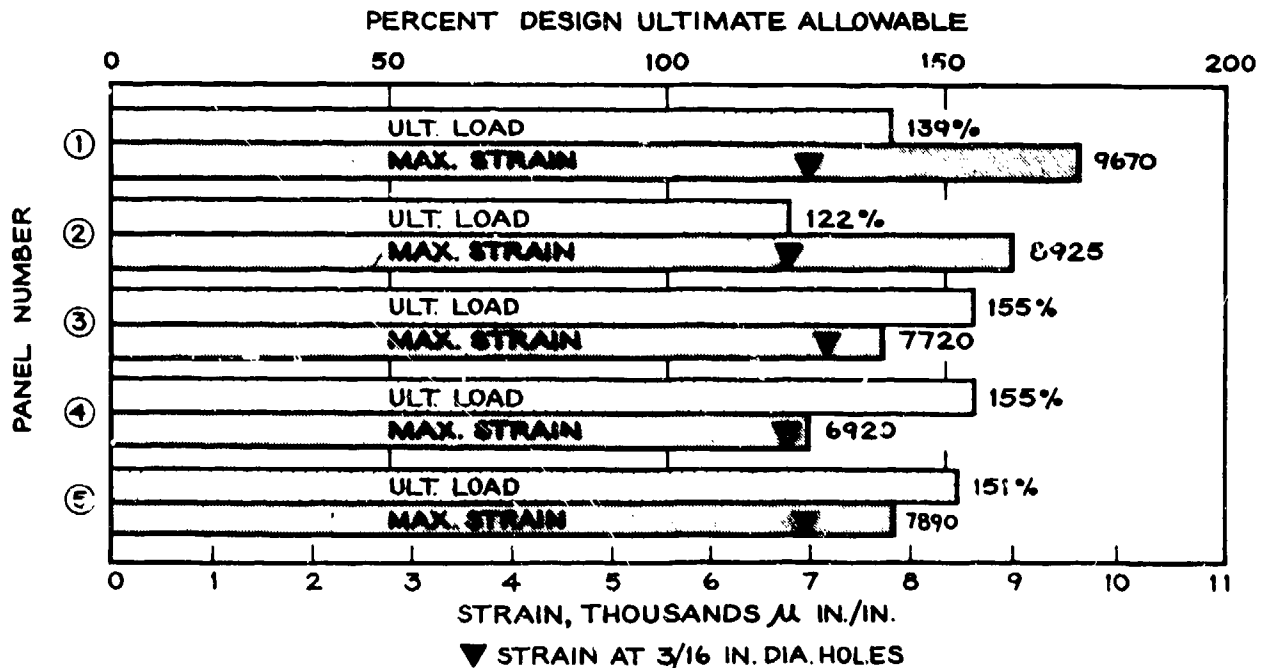 PERCENT DESIGN ULTIMATE ALLOWABLE
0 50 100 150 200
PANEL NUMBER
① ULT. LOAD 139%
MAX. STRAIN 9670
② ULT. LOAD 122%
MAX. STRAIN 8925
③ ULT. LOAD 155%
MAX. STRAIN 7720
④ ULT. LOAD 155%
MAX. STRAIN 6920
⑤ ULT. LOAD 151%
MAX. STRAIN 7890
0 1 2 3 4 5 6 7 8 9 10 11
STRAIN, THOUSANDS μ IN./IN.
▼ STRAIN AT 3/16 IN. DIA. HOLES